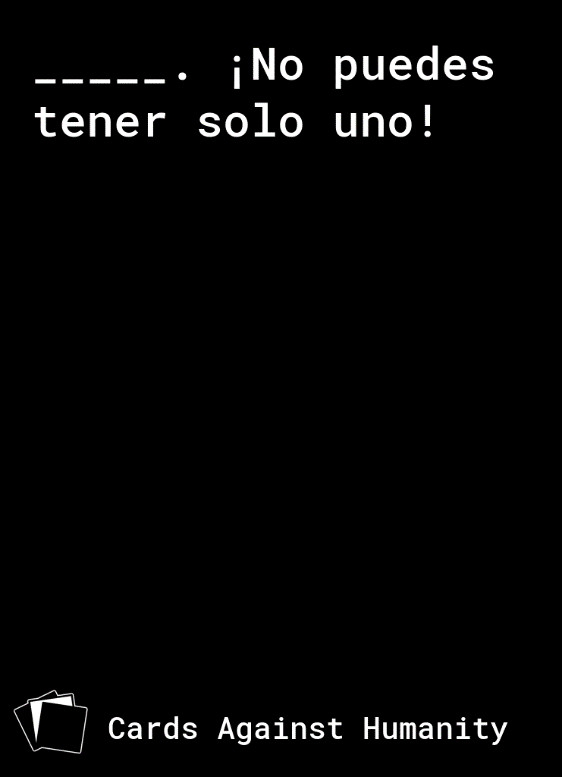 _____. ¡No puedes
tener solo uno!
Cards Against Humanity